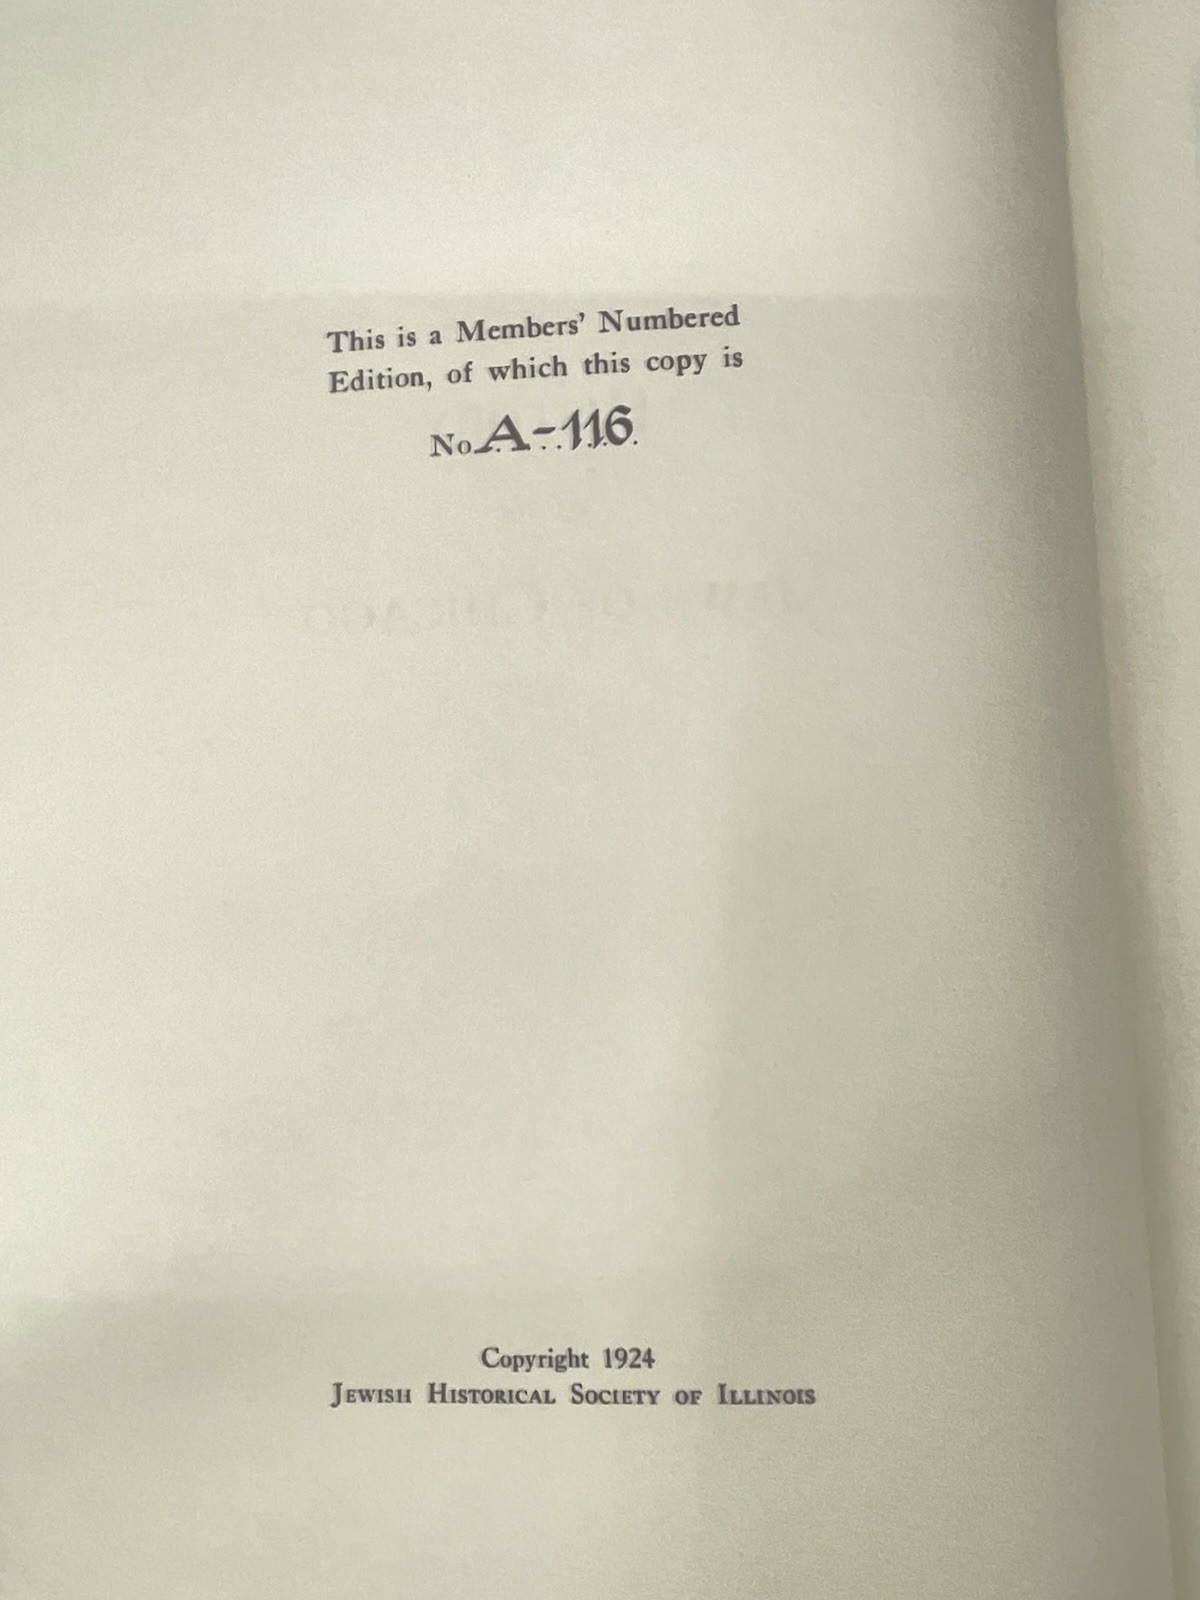 This is a Members' Numbered
Edition, of which this copy is
No. A-116.
Copyright 1924
JEWISH HISTORICAL SOCIETY OF ILLINOIS